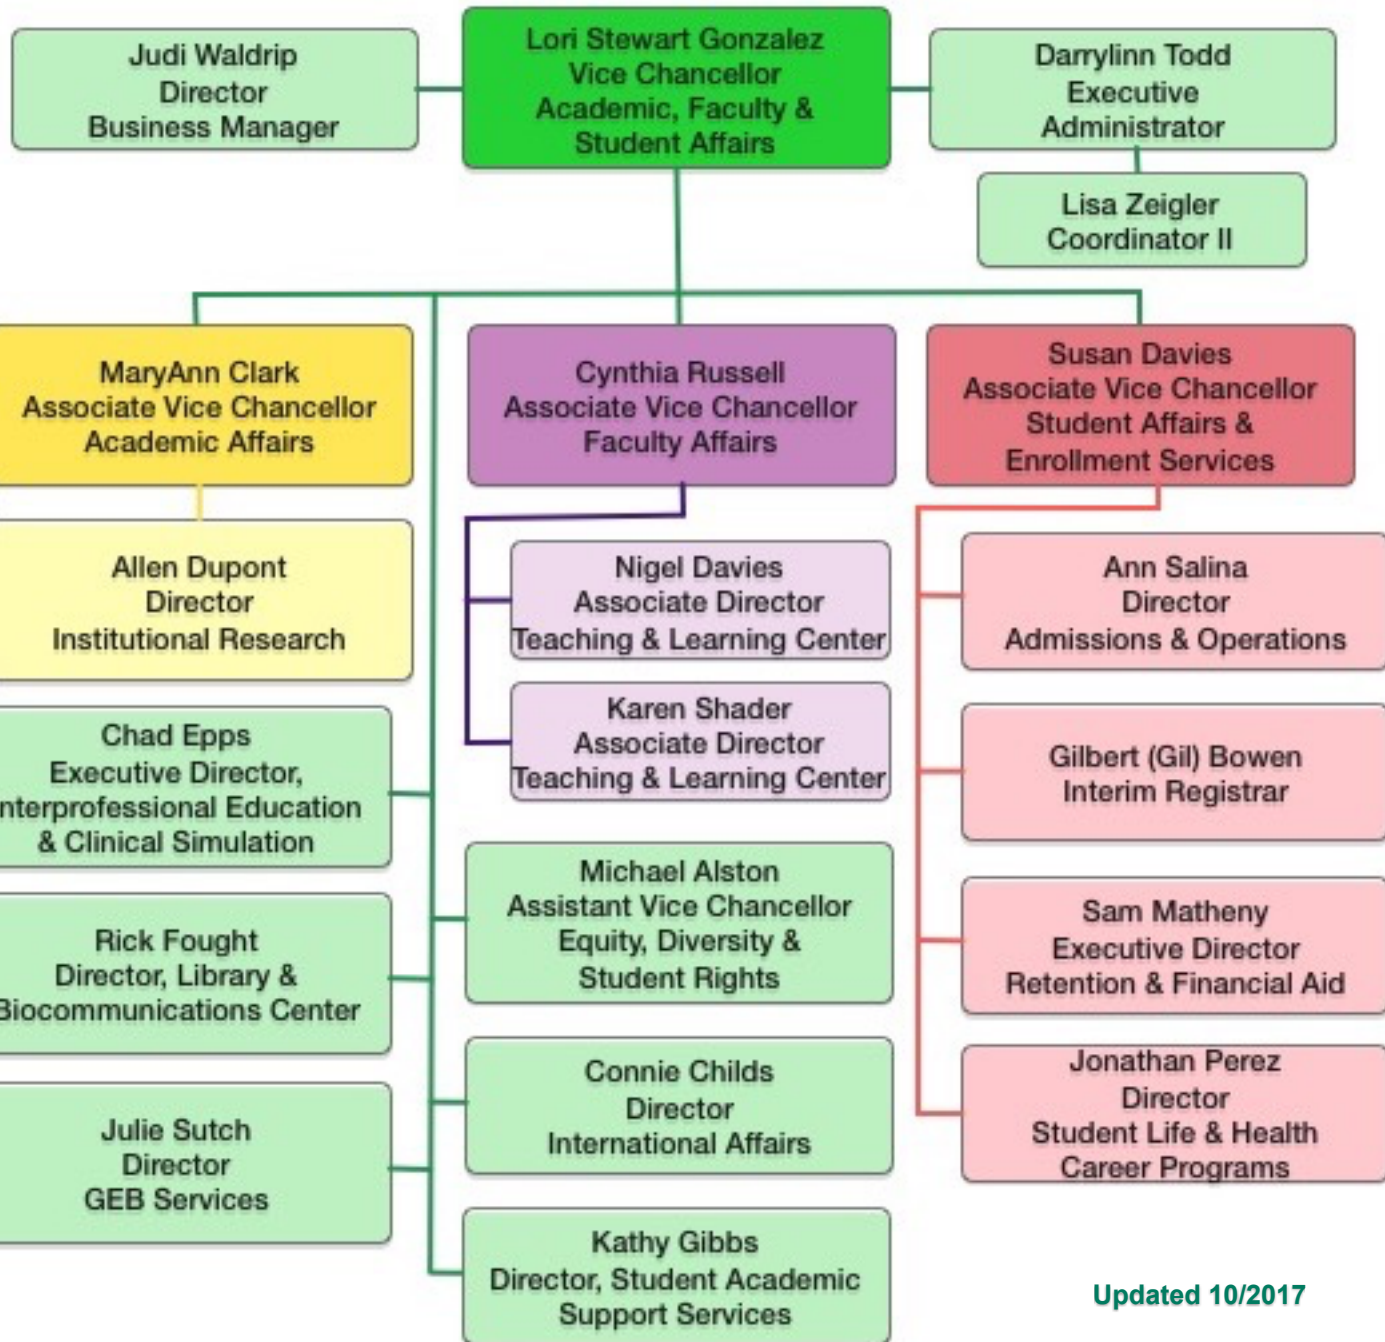 Judi Waldrip
Director
Business Manager
Lori Stewart Gonzalez
Vice Chancellor
Academic, Faculty &
Student Affairs
Darrylinn Todd
Executive
Administrator
Lisa Zeigler
Coordinator II
MaryAnn Clark
Associate Vice Chancellor
Academic Affairs
Cynthia Russell
Associate Vice Chancellor
Faculty Affairs
Susan Davies
Associate Vice Chancellor
Student Affairs &
Enrollment Services
Allen Dupont
Director
Institutional Research
Chad Epps
Executive Director,
nterprofessional Education
& Clinical Simulation
Rick Fought
Director, Library &
Biocommunications Center
Julie Sutch
Director
GEB Services
Nigel Davies
Associate Director
Teaching & Learning Center
Karen Shader
Associate Director
Teaching & Learning Center
Michael Alston
Assistant Vice Chancellor
Equity, Diversity &
Student Rights
Connie Childs
Director
International Affairs
Kathy Gibbs
Director, Student Academic
Support Services
Ann Salina
Director
Admissions & Operations
Gilbert (Gil) Bowen
Interim Registrar
Sam Matheny
Executive Director
Retention & Financial Aid
Jonathan Perez
Director
Student Life & Health
Career Programs
Updated 10/2017